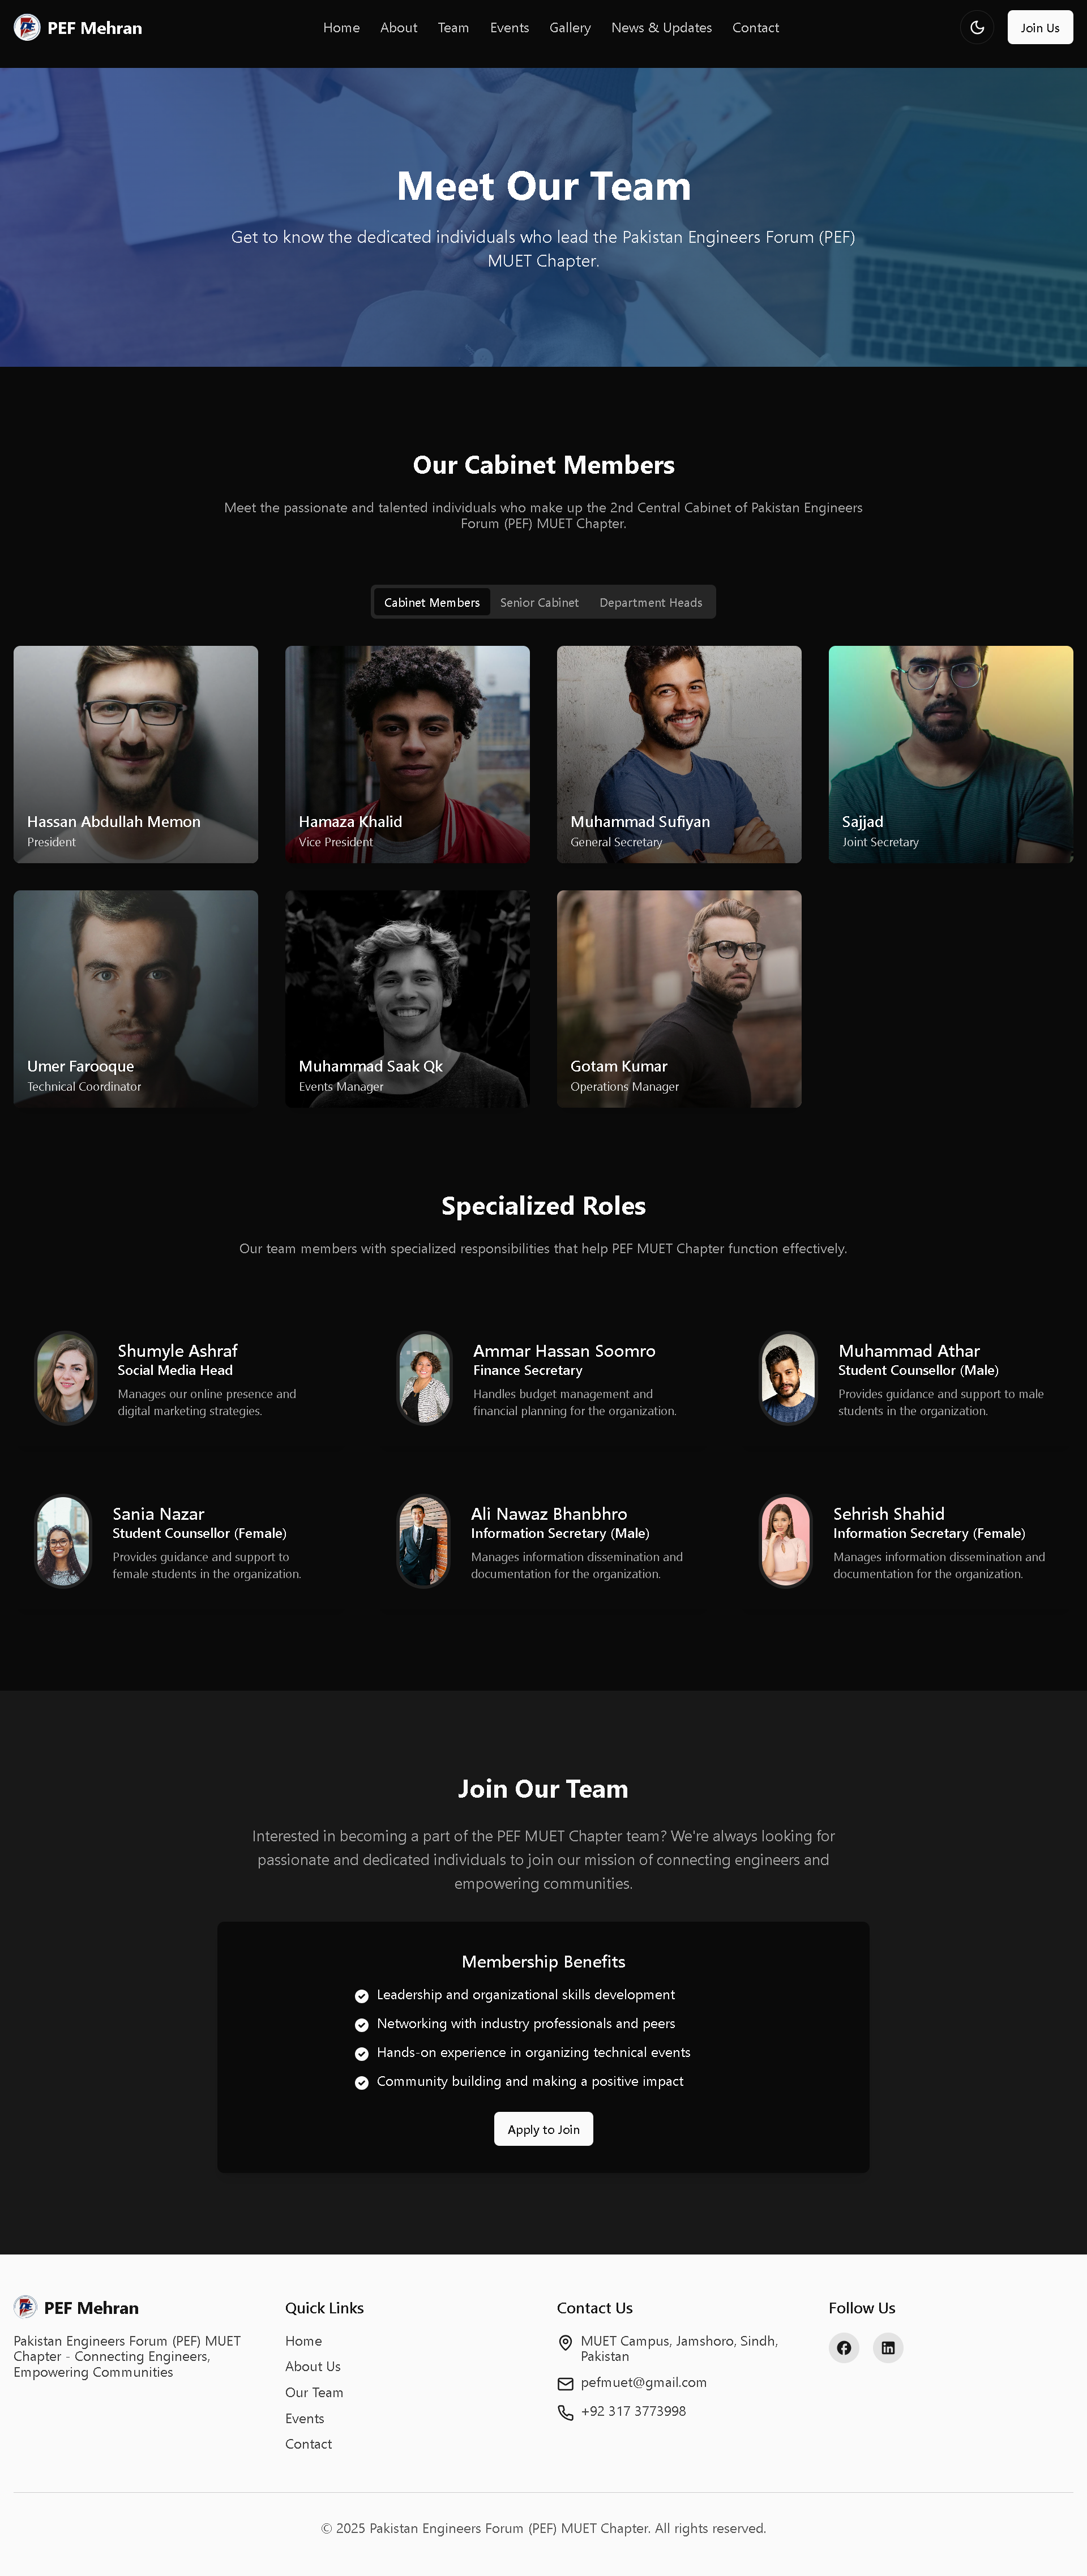 PEF Mehran
Home
About
Team
Events
Gallery
News & Updates
Contact
Join Us
Meet Our Team
Get to know the dedicated individuals who lead the Pakistan Engineers Forum (PEF)
MUET Chapter.
Our Cabinet Members
Meet the passionate and talented individuals who make up the 2nd Central Cabinet of Pakistan Engineers
Forum (PEF) MUET Chapter.
Cabinet Members
Senior Cabinet
Department Heads
Hassan Abdullah Memon
President
Hamaza Khalid
Vice President
Muhammad Sufiyan
General Secretary
Sajjad
Joint Secretary
Umer Farooque
Technical Coordinator
Muhammad Saak Qk
Events Manager
Gotam Kumar
Operations Manager
Specialized Roles
Our team members with specialized responsibilities that help PEF MUET Chapter function effectively.
Shumyle Ashraf
Social Media Head
Manages our online presence and
digital marketing strategies.
Ammar Hassan Soomro
Finance Secretary
Handles budget management and
financial planning for the organization.
Muhammad Athar
Student Counsellor (Male)
Provides guidance and support to male
students in the organization.
Sania Nazar
Student Counsellor (Female)
Provides guidance and support to
female students in the organization.
Ali Nawaz Bhanbhro
Information Secretary (Male)
Manages information dissemination and
documentation for the organization.
Sehrish Shahid
Information Secretary (Female)
Manages information dissemination and
documentation for the organization.
Join Our Team
Interested in becoming a part of the PEF MUET Chapter team? We're always looking for
passionate and dedicated individuals to join our mission of connecting engineers and
empowering communities.
Membership Benefits
Leadership and organizational skills development
Networking with industry professionals and peers
Hands-on experience in organizing technical events
Community building and making a positive impact
Apply to Join
PEF Mehran
Pakistan Engineers Forum (PEF) MUET
Chapter - Connecting Engineers,
Empowering Communities
Quick Links
Home
About Us
Our Team
Events
Contact
Contact Us
MUET Campus, Jamshoro, Sindh,
Pakistan
pefmuet@gmail.com
+92 317 3773998
Follow Us
© 2025 Pakistan Engineers Forum (PEF) MUET Chapter. All rights reserved.